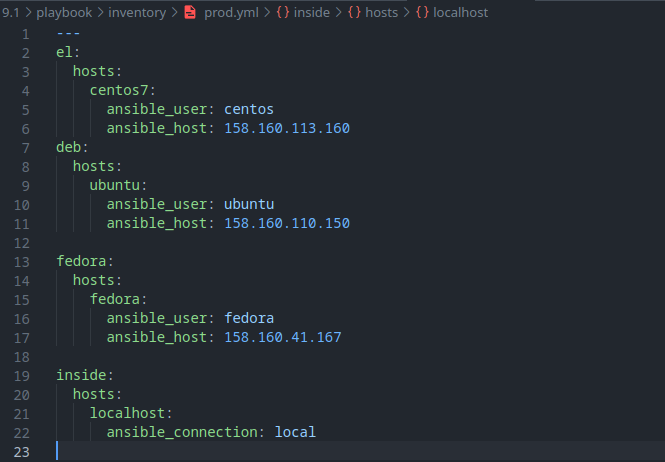 9.1 > playbook > inventory > prod.yml > {} inside > {} hosts > {} localhost
1 ---
2 el:
3   hosts:
4     centos7:
5       ansible_user: centos
6       ansible_host: 158.160.113.160
7 deb:
8   hosts:
9     ubuntu:
10       ansible_user: ubuntu
11       ansible_host: 158.160.110.150
12
13 fedora:
14   hosts:
15     fedora:
16       ansible_user: fedora
17       ansible_host: 158.160.41.167
18
19 inside:
20   hosts:
21     localhost:
22       ansible_connection: local
23